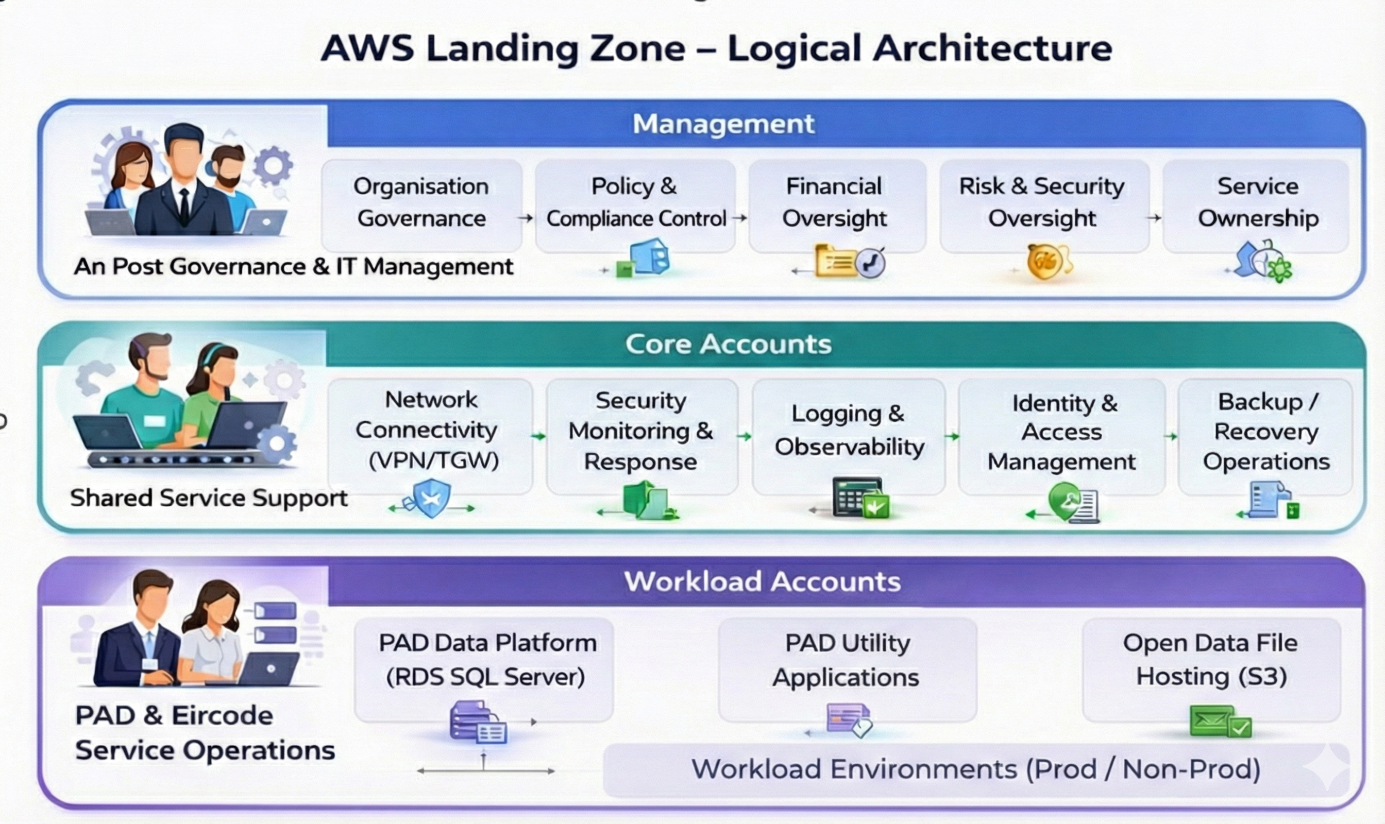 AWS Landing Zone – Logical Architecture
Management
Organisation
Governance
Policy &
Compliance Control
Financial
Oversight
Risk & Security
Oversight
Service
Ownership
An Post Governance & IT Management
Core Accounts
Network
Connectivity
(VPN/TGW)
Security
Monitoring &
Response
Logging &
Observability
Identity &
Access
Management
Backup /
Recovery
Operations
Shared Service Support
Workload Accounts
PAD Data Platform
(RDS SQL Server)
PAD Utility
Applications
Open Data File
Hosting (S3)
PAD & Eircode
Service Operations
Workload Environments (Prod / Non-Prod)